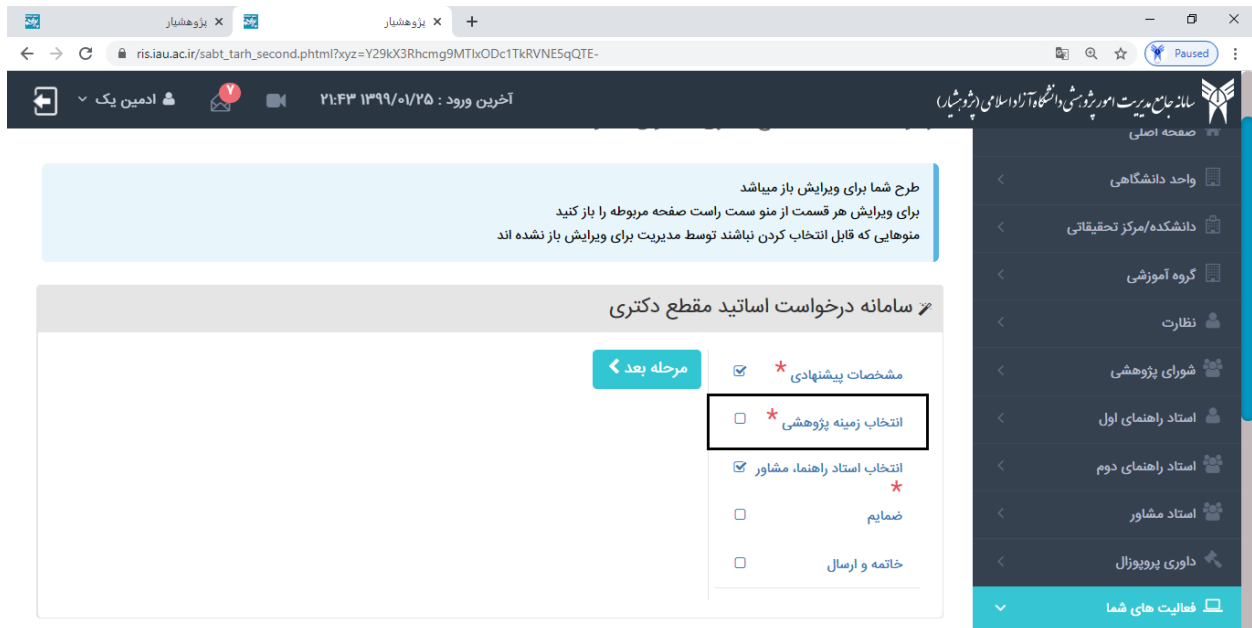 پژوهشیار
پژوهشیار
ris.iau.ac.ir/sabt_tarh_second.phtml?xyz=Y29kX3Rhcmg9MTIxODc1TkRVNE5qQTE-
Paused
سامانه جامع مدیریت امور پژوهشی دانشگاه آزاد اسلامی (پژوهشیار)
آخرین ورود : ۱۳۹۹/۰۱/۲۵ ۲۱:۴۳
۷
ادمین یک
صفحه اصلی
واحد دانشگاهی
دانشکده/مرکز تحقیقاتی
گروه آموزشی
نظارت
شورای پژوهشی
استاد راهنمای اول
استاد راهنمای دوم
استاد مشاور
داوری پروپوزال
فعالیت های شما
طرح شما برای ویرایش باز میباشد
برای ویرایش هر قسمت از منو سمت راست صفحه مربوطه را باز کنید
منوهایی که قابل انتخاب کردن نباشند توسط مدیریت برای ویرایش باز نشده اند
سامانه درخواست اساتید مقطع دکتری
مشخصات پیشنهادی *
انتخاب زمینه پژوهشی *
انتخاب استاد راهنما، مشاور
*
ضمایم
خاتمه و ارسال
مرحله بعد